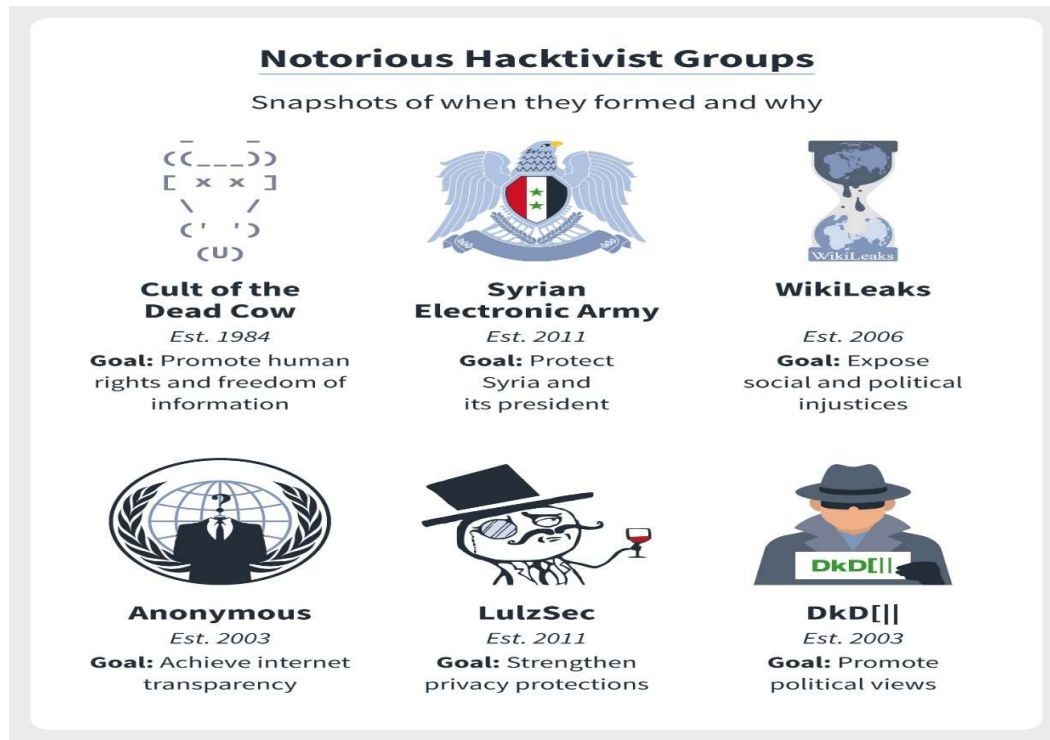 Notorious Hacktivist Groups
Snapshots of when they formed and why
_ _
((___))
[ x x ]
\ /
(' ')
(U)
Cult of the
Dead Cow
Est. 1984
Goal: Promote human
rights and freedom of
information
Syrian
Electronic Army
Est. 2011
Goal: Protect
Syria and
its president
WikiLeaks
WikiLeaks
Est. 2006
Goal: Expose
social and political
injustices
?
Anonymous
Est. 2003
Goal: Achieve internet
transparency
LulzSec
Est. 2011
Goal: Strengthen
privacy protections
DkD[||
DkD[||
Est. 2003
Goal: Promote
political views